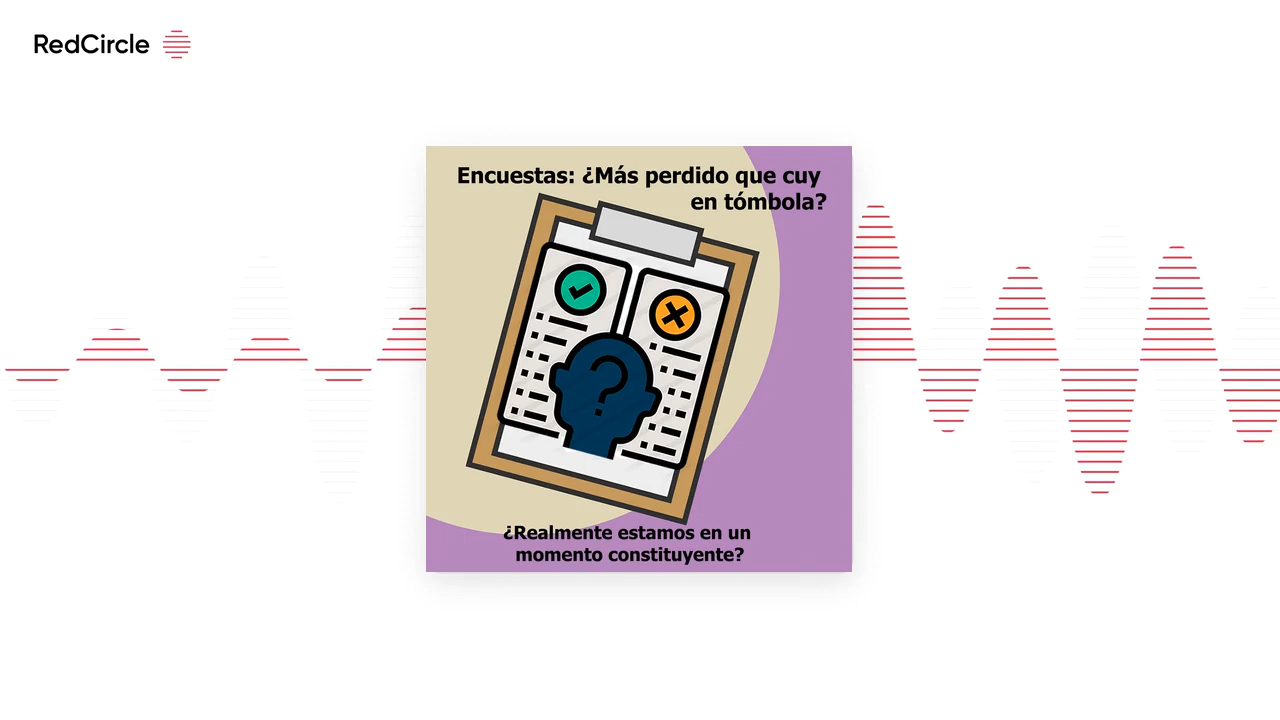 RedCircle
Encuestas: ¿Más perdido que cuy
en tómbola?
?
¿Realmente estamos en un
momento constituyente?